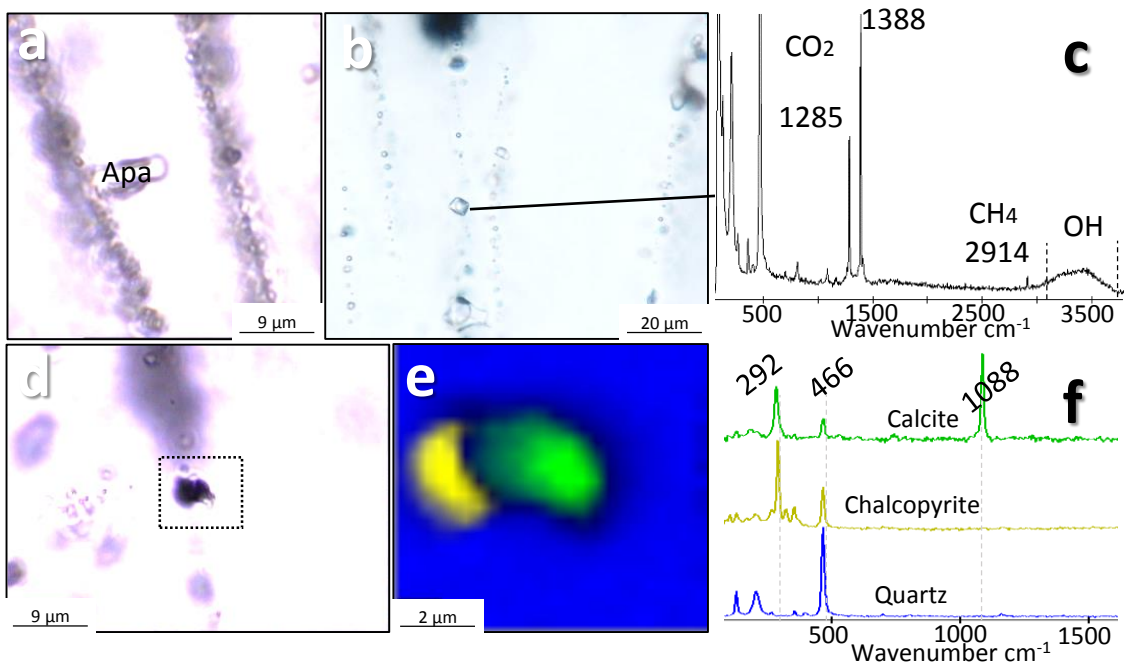 a
Apa
9 µm
b
20 µm
c
1388
CO2
1285
CH4
2914
OH
500
1500
2500
3500
Wavenumber cm-1
d
9 µm
e
2 µm
f
292
466
1088
Calcite
Chalcopyrite
Quartz
500
1000
1500
Wavenumber cm-1